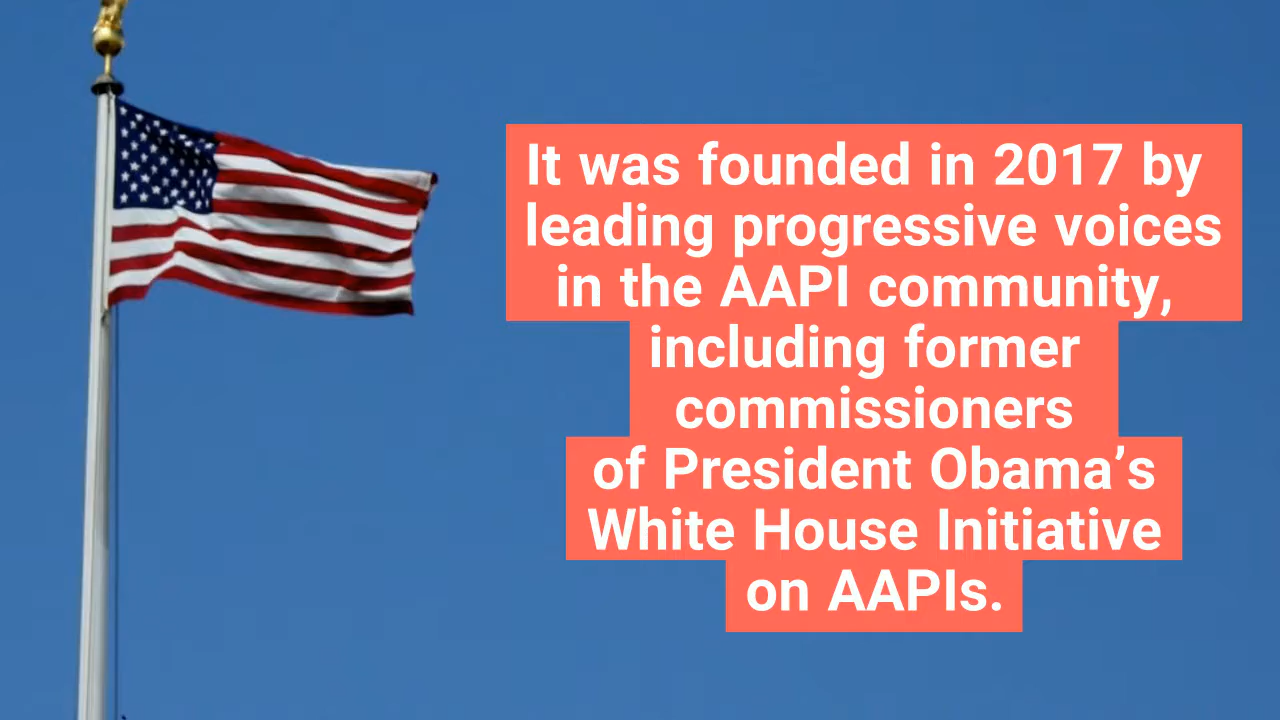 It was founded in 2017 by
leading progressive voices
in the AAPI community,
including former
commissioners
of President Obama’s
White House Initiative
on AAPIs.